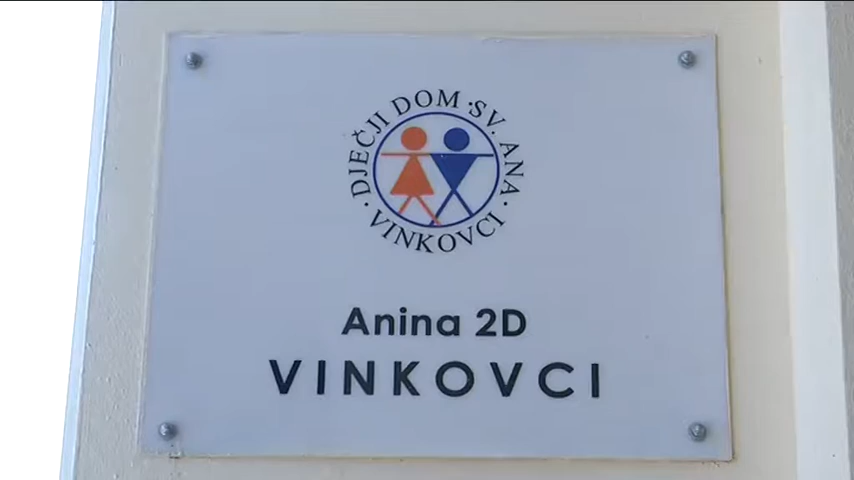 DJEČJI DOM SV. ANA
· VINKOVCI ·
Anina 2D
VINKOVCI